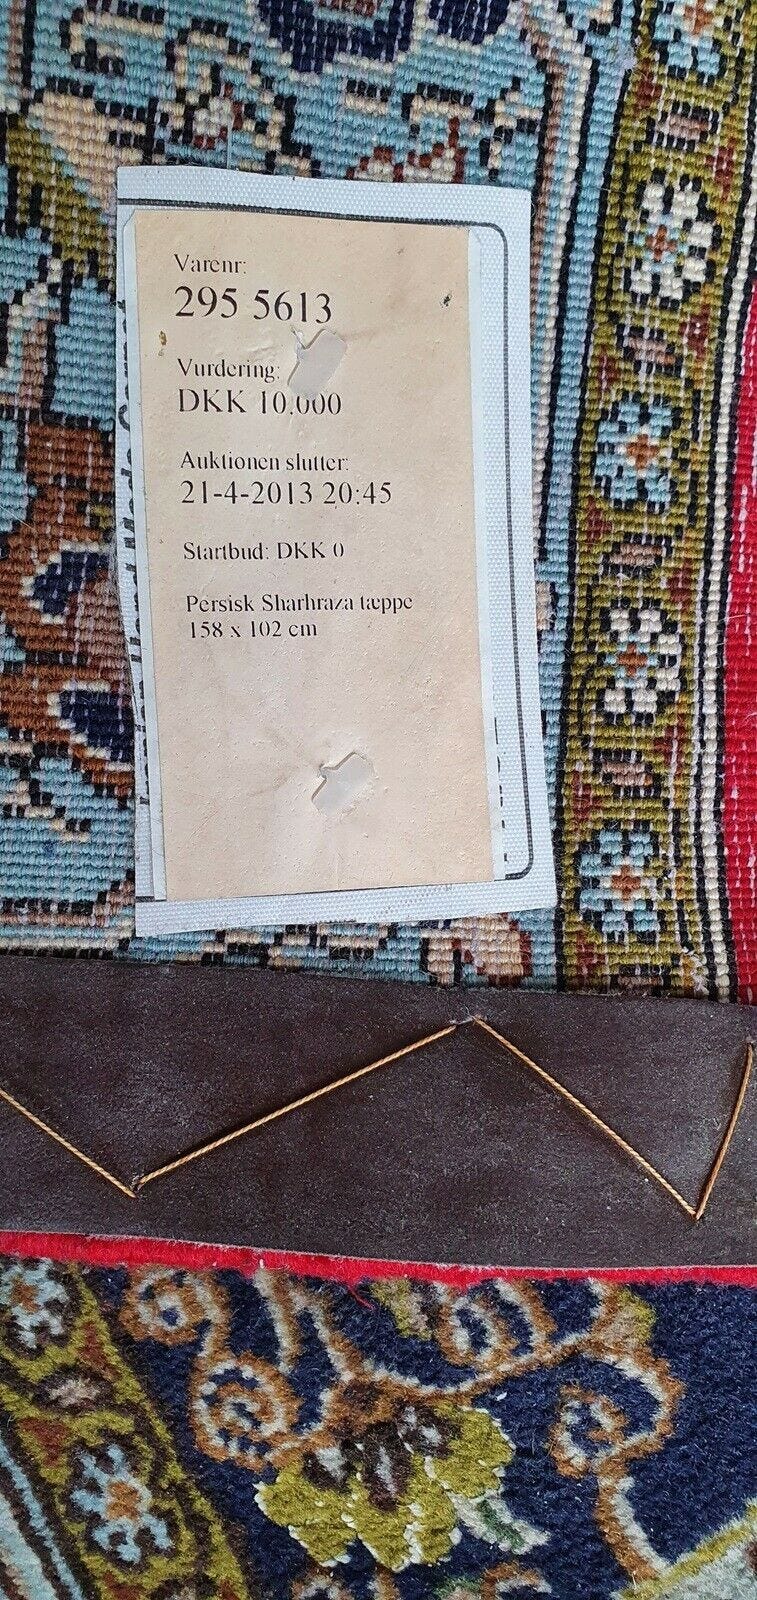 Varenr:
295 5613
Vurdering:
DKK 10.000
Auktionen slutter:
21-4-2013 20:45
Startbud: DKK 0
Persisk Sharhraza tæppe
158 x 102 cm